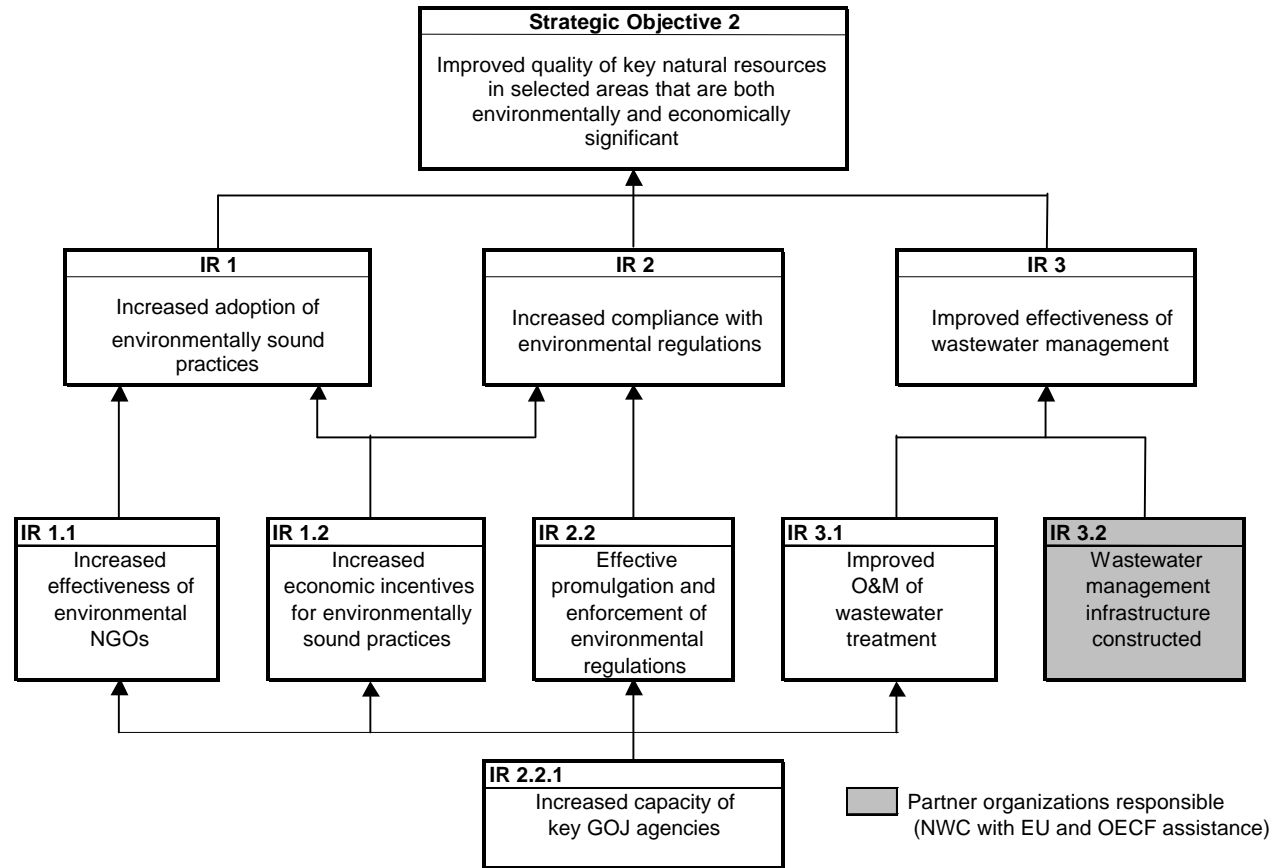 Strategic Objective 2
Improved quality of key natural resources
in selected areas that are both
environmentally and economically
significant
IR 1
Increased adoption of
environmentally sound
practices
IR 2
Increased compliance with
environmental regulations
IR 3
Improved effectiveness of
wastewater management
IR 1.1
Increased
effectiveness of
environmental
NGOs
IR 1.2
Increased
economic incentives
for environmentally
sound practices
IR 2.2
Effective
promulgation and
enforcement of
environmental
regulations
IR 3.1
Improved
O&M of
wastewater
treatment
IR 3.2
Wastewater
management
infrastructure
constructed
IR 2.2.1
Increased capacity of
key GOJ agencies
Partner organizations responsible
(NWC with EU and OECF assistance)